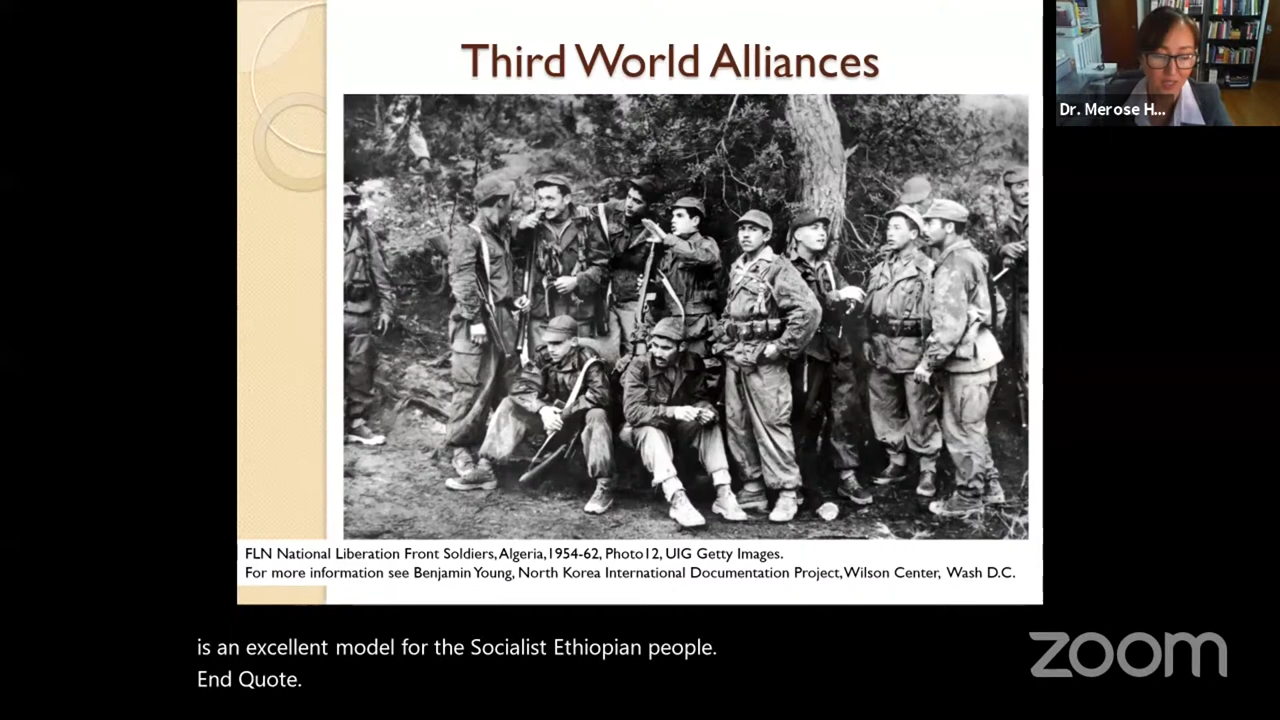 Third World Alliances
Dr. Merose H...
FLN National Liberation Front Soldiers, Algeria, 1954-62, Photo12, UIG Getty Images.
For more information see Benjamin Young, North Korea International Documentation Project, Wilson Center, Wash D.C.
is an excellent model for the Socialist Ethiopian people.
End Quote.
zoom